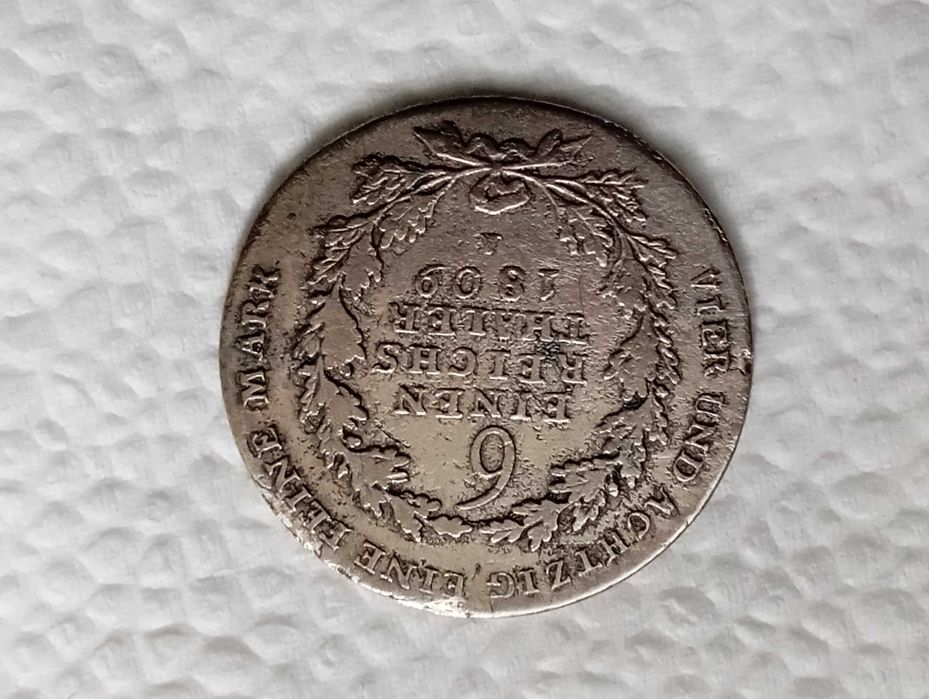 6
EINEN
REICHS
THALER
1809
A
VIER UND ACHTZIG EINE FEINE MARK